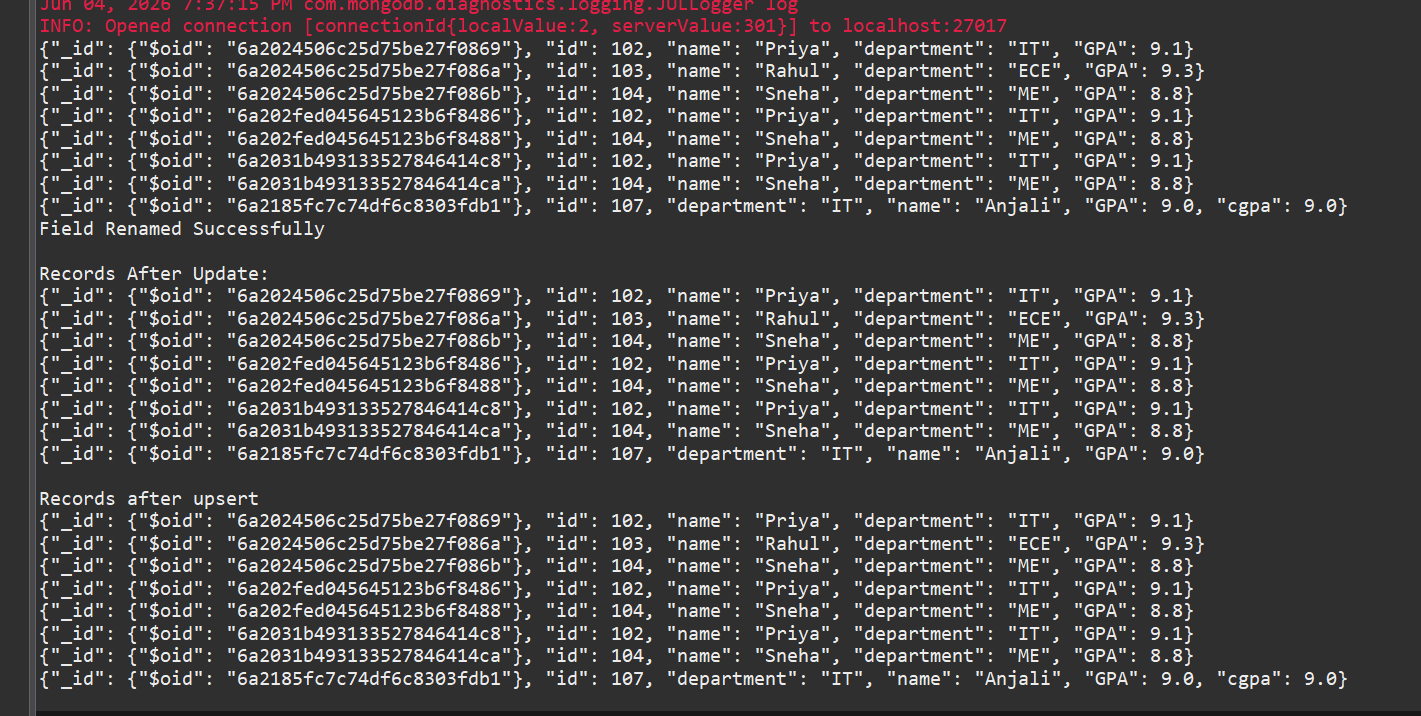 Jun 04, 2026 7:37:15 PM com.mongodb.diagnostics.logging.JULLogger log
INFO: Opened connection [connectionId{localValue:2, serverValue:301}] to localhost:27017
{"_id": {"$oid": "6a2024506c25d75be27f0869"}, "id": 102, "name": "Priya", "department": "IT", "GPA": 9.1}
{"_id": {"$oid": "6a2024506c25d75be27f086a"}, "id": 103, "name": "Rahul", "department": "ECE", "GPA": 9.3}
{"_id": {"$oid": "6a2024506c25d75be27f086b"}, "id": 104, "name": "Sneha", "department": "ME", "GPA": 8.8}
{"_id": {"$oid": "6a202fed045645123b6f8486"}, "id": 102, "name": "Priya", "department": "IT", "GPA": 9.1}
{"_id": {"$oid": "6a202fed045645123b6f8488"}, "id": 104, "name": "Sneha", "department": "ME", "GPA": 8.8}
{"_id": {"$oid": "6a2031b493133527846414c8"}, "id": 102, "name": "Priya", "department": "IT", "GPA": 9.1}
{"_id": {"$oid": "6a2031b493133527846414ca"}, "id": 104, "name": "Sneha", "department": "ME", "GPA": 8.8}
{"_id": {"$oid": "6a2185fc7c74df6c8303fdb1"}, "id": 107, "department": "IT", "name": "Anjali", "GPA": 9.0, "cgpa": 9.0}
Field Renamed Successfully
Records After Update:
{"_id": {"$oid": "6a2024506c25d75be27f0869"}, "id": 102, "name": "Priya", "department": "IT", "GPA": 9.1}
{"_id": {"$oid": "6a2024506c25d75be27f086a"}, "id": 103, "name": "Rahul", "department": "ECE", "GPA": 9.3}
{"_id": {"$oid": "6a2024506c25d75be27f086b"}, "id": 104, "name": "Sneha", "department": "ME", "GPA": 8.8}
{"_id": {"$oid": "6a202fed045645123b6f8486"}, "id": 102, "name": "Priya", "department": "IT", "GPA": 9.1}
{"_id": {"$oid": "6a202fed045645123b6f8488"}, "id": 104, "name": "Sneha", "department": "ME", "GPA": 8.8}
{"_id": {"$oid": "6a2031b493133527846414c8"}, "id": 102, "name": "Priya", "department": "IT", "GPA": 9.1}
{"_id": {"$oid": "6a2031b493133527846414ca"}, "id": 104, "name": "Sneha", "department": "ME", "GPA": 8.8}
{"_id": {"$oid": "6a2185fc7c74df6c8303fdb1"}, "id": 107, "department": "IT", "name": "Anjali", "GPA": 9.0}
Records after upsert
{"_id": {"$oid": "6a2024506c25d75be27f0869"}, "id": 102, "name": "Priya", "department": "IT", "GPA": 9.1}
{"_id": {"$oid": "6a2024506c25d75be27f086a"}, "id": 103, "name": "Rahul", "department": "ECE", "GPA": 9.3}
{"_id": {"$oid": "6a2024506c25d75be27f086b"}, "id": 104, "name": "Sneha", "department": "ME", "GPA": 8.8}
{"_id": {"$oid": "6a202fed045645123b6f8486"}, "id": 102, "name": "Priya", "department": "IT", "GPA": 9.1}
{"_id": {"$oid": "6a202fed045645123b6f8488"}, "id": 104, "name": "Sneha", "department": "ME", "GPA": 8.8}
{"_id": {"$oid": "6a2031b493133527846414c8"}, "id": 102, "name": "Priya", "department": "IT", "GPA": 9.1}
{"_id": {"$oid": "6a2031b493133527846414ca"}, "id": 104, "name": "Sneha", "department": "ME", "GPA": 8.8}
{"_id": {"$oid": "6a2185fc7c74df6c8303fdb1"}, "id": 107, "department": "IT", "name": "Anjali", "GPA": 9.0, "cgpa": 9.0}